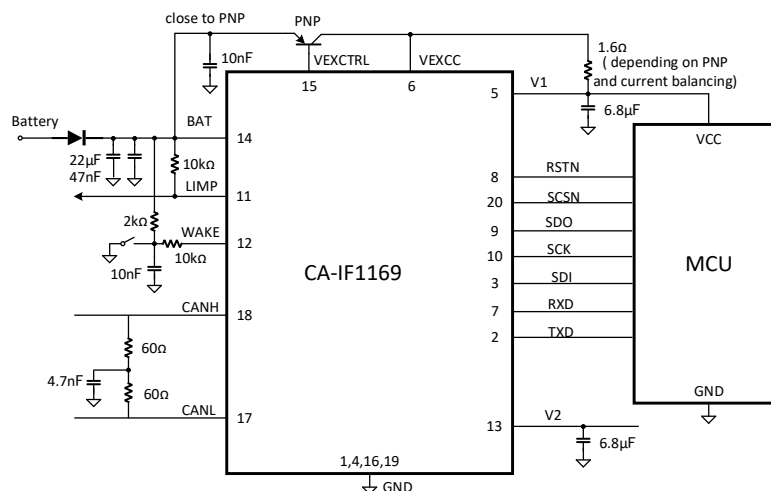 close to PNP
PNP
10nF
VEXCTRL
VEXCC
15
6
1.6Ω
( depending on PNP
and current balancing)
5
V1
6.8μF
Battery
BAT
14
22μF
47nF
10kΩ
LIMP
11
2kΩ
WAKE
12
10kΩ
10nF
CA-IF1169
VCC
8
RSTN
20
SCSN
9
SDO
10
SCK
3
SDI
7
RXD
2
TXD
MCU
GND
CANH
18
60Ω
4.7nF
60Ω
CANL
17
13
V2
6.8μF
1,4,16,19
GND